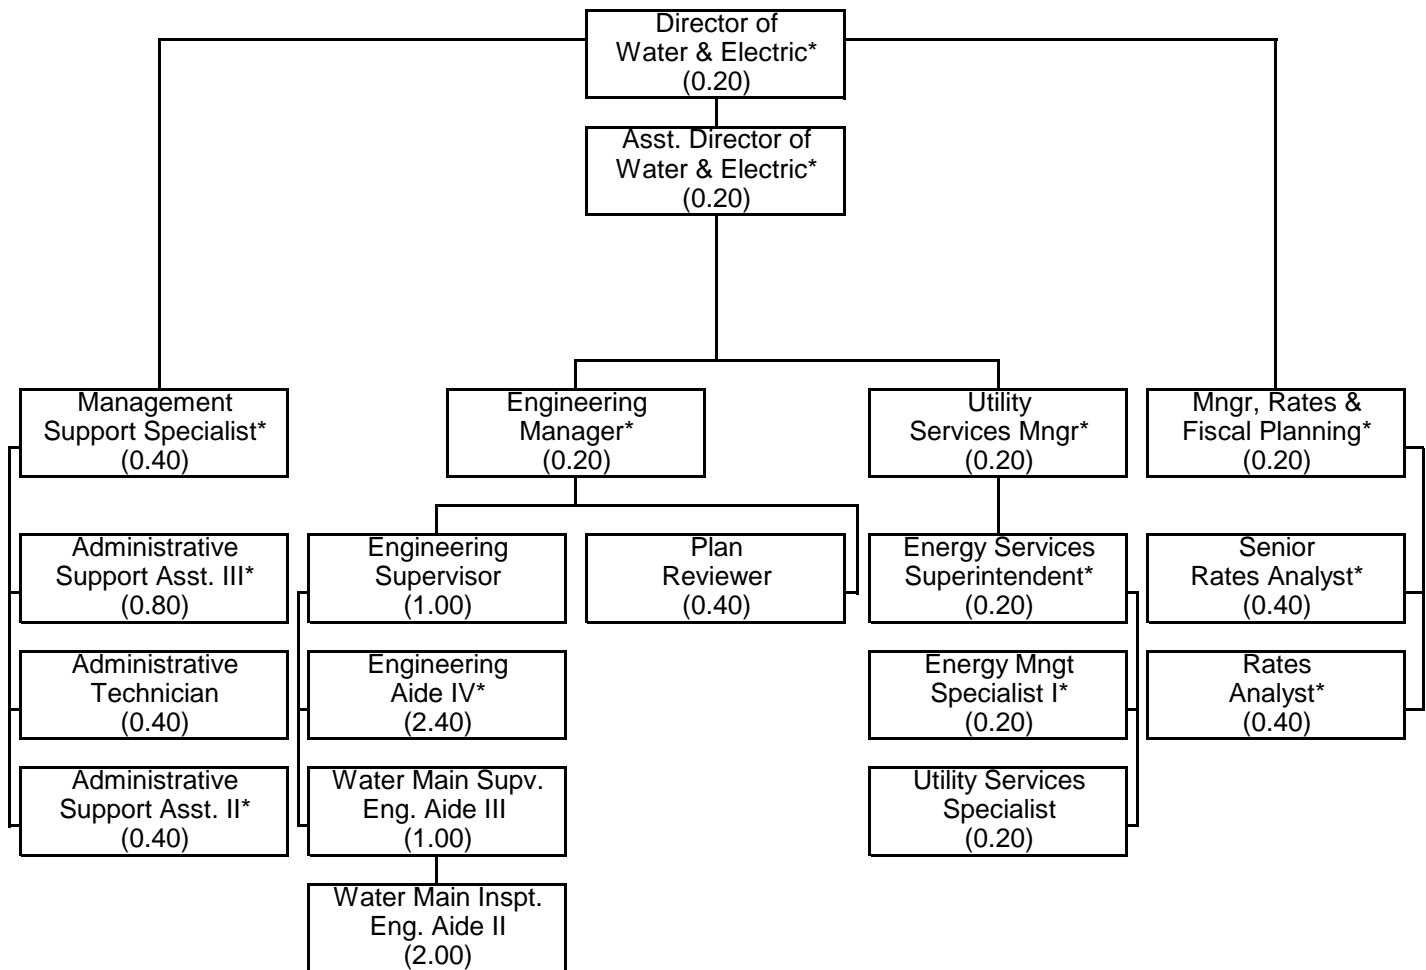 Director of
Water & Electric*
(0.20)
Asst. Director of
Water & Electric*
(0.20)
Management
Support Specialist*
(0.40)
Engineering
Manager*
(0.20)
Utility
Services Mngr*
(0.20)
Mngr, Rates &
Fiscal Planning*
(0.20)
Administrative
Support Asst. III*
(0.80)
Engineering
Supervisor
(1.00)
Plan
Reviewer
(0.40)
Energy Services
Superintendent*
(0.20)
Senior
Rates Analyst*
(0.40)
Administrative
Technician
(0.40)
Engineering
Aide IV*
(2.40)
Energy Mngt
Specialist I*
(0.20)
Rates
Analyst*
(0.40)
Administrative
Support Asst. II*
(0.40)
Water Main Supv.
Eng. Aide III
(1.00)
Utility Services
Specialist
(0.20)
Water Main Inspt.
Eng. Aide II
(2.00)